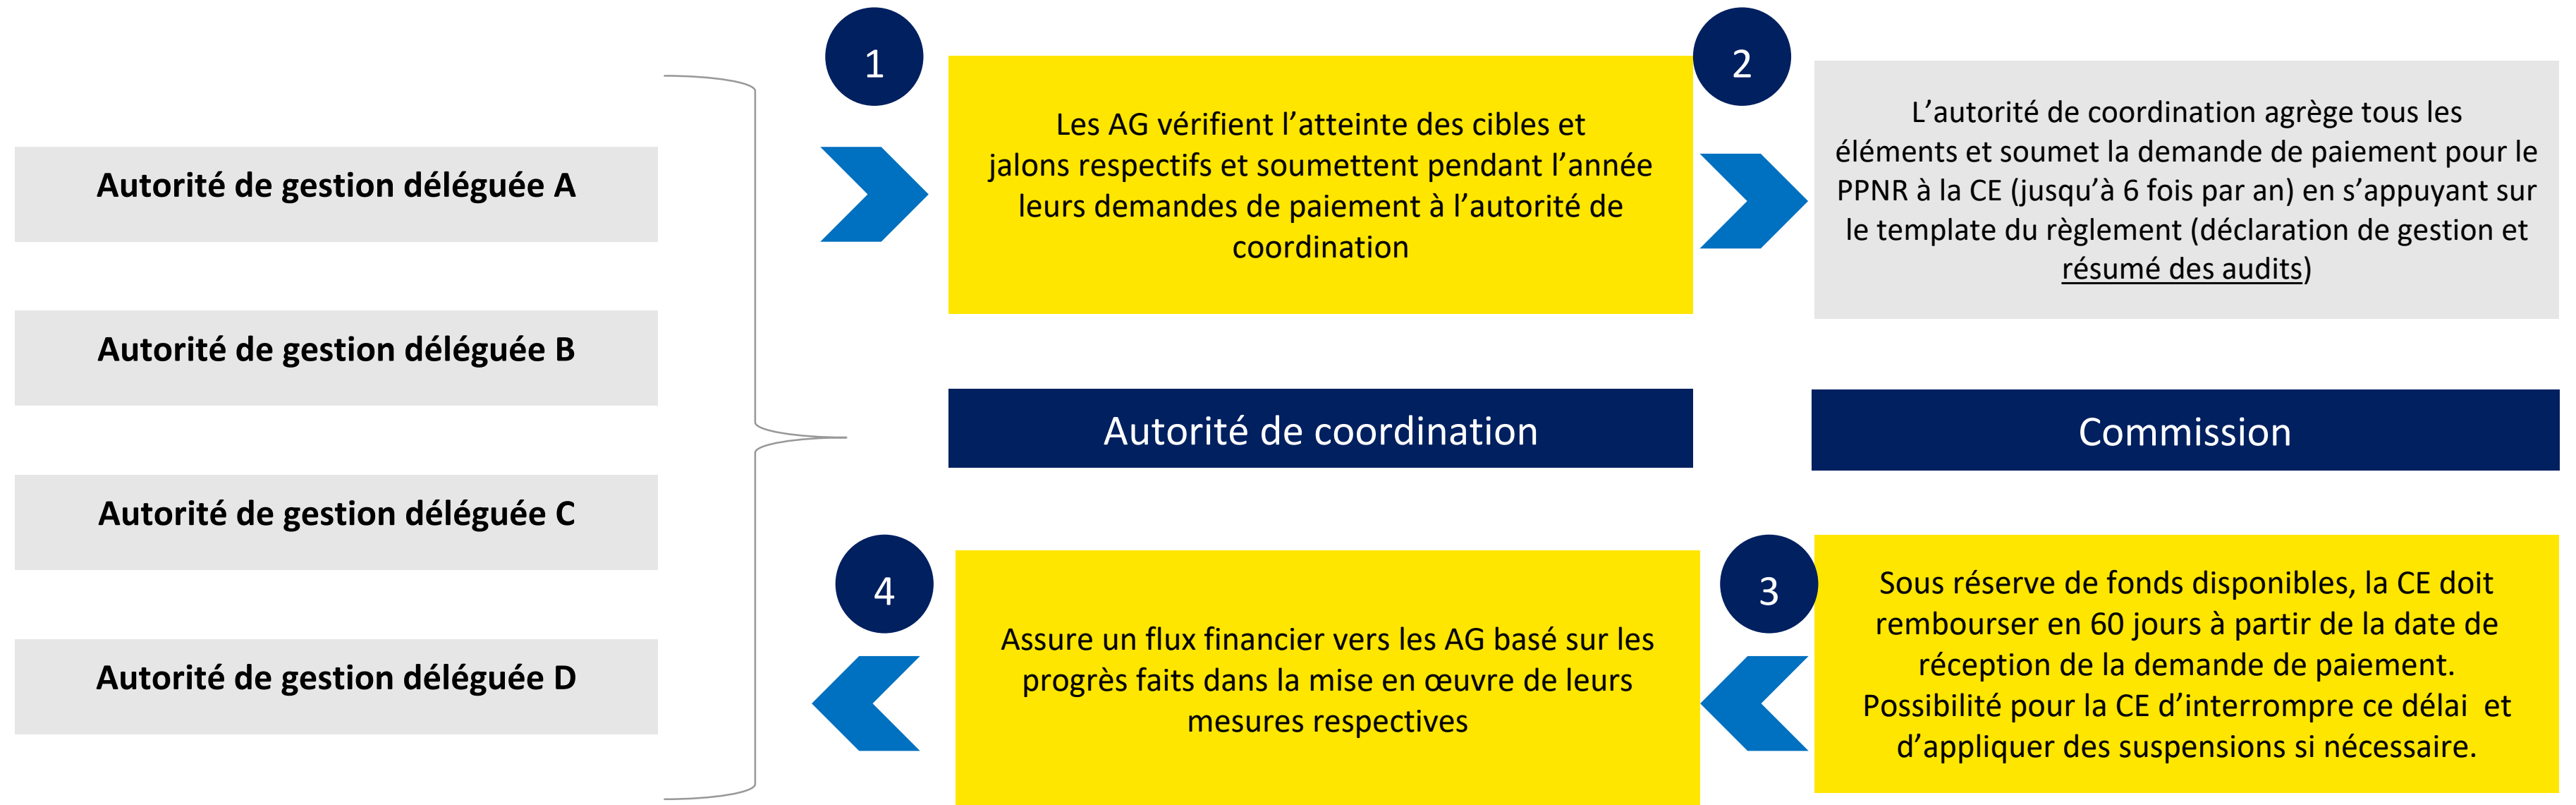 Autorité de gestion déléguée A
Autorité de gestion déléguée B
Autorité de gestion déléguée C
Autorité de gestion déléguée D
1
Les AG vérifient l’atteinte des cibles et
jalons respectifs et soumettent pendant l’année
leurs demandes de paiement à l’autorité de
coordination
2
L’autorité de coordination agrège tous les
éléments et soumet la demande de paiement pour le
PPNR à la CE (jusqu’à 6 fois par an) en s’appuyant sur
le template du règlement (déclaration de gestion et
résumé des audits)
Autorité de coordination
Commission
3
Sous réserve de fonds disponibles, la CE doit
rembourser en 60 jours à partir de la date de
réception de la demande de paiement.
Possibilité pour la CE d’interrompre ce délai et
d’appliquer des suspensions si nécessaire.
4
Assure un flux financier vers les AG basé sur les
progrès faits dans la mise en œuvre de leurs
mesures respectives